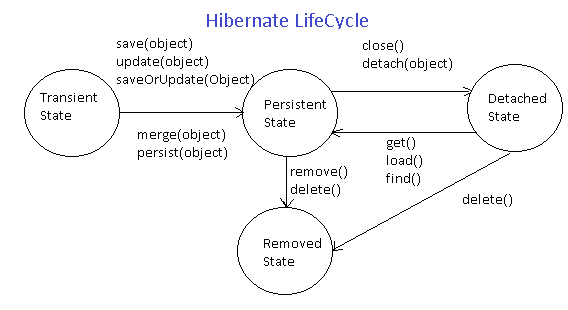 Hibernate LifeCycle
save(object)
update(object)
saveOrUpdate(Object)
close()
detach(object)
Transient
State
Persistent
State
Detached
State
merge(object)
persist(object)
get()
load()
find()
remove()
delete()
delete()
Removed
State